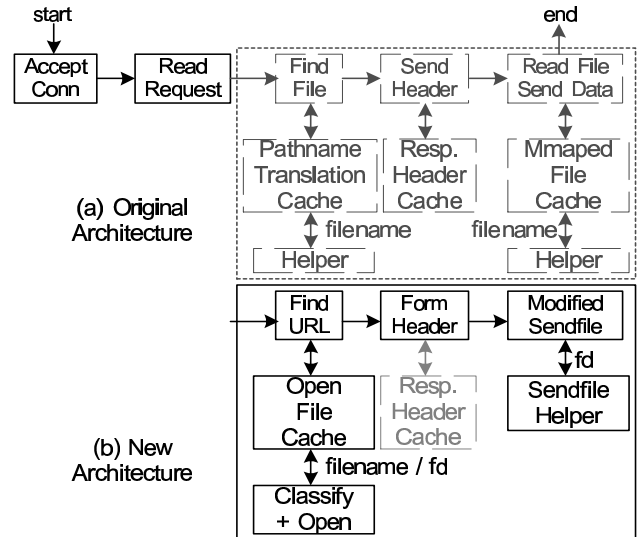 start
end
Accept
Conn
Read
Request
Find
File
Send
Header
Read File
Send Data
Pathname
Translation
Cache
Resp.
Header
Cache
Mmaped
File
Cache
(a) Original
Architecture
filename
filename
Helper
Helper
Find
URL
Form
Header
Modified
Sendfile
fd
Open
File
Cache
Resp.
Header
Cache
Sendfile
Helper
(b) New
Architecture
filename / fd
Classify
+ Open